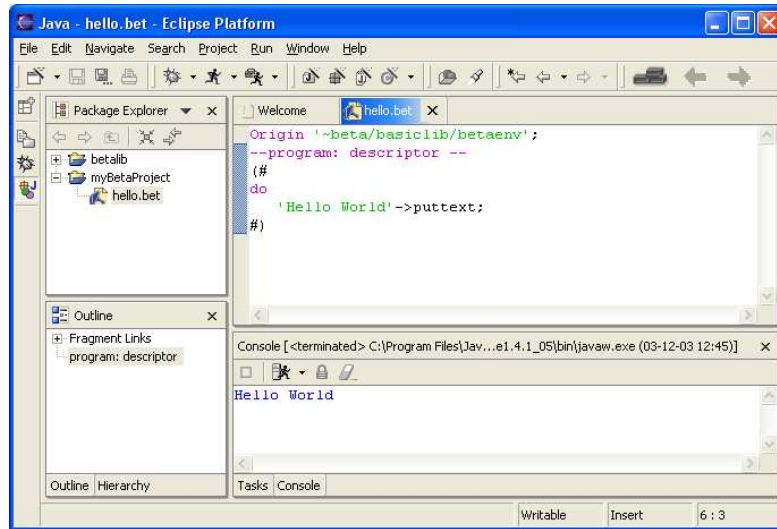 Java - hello.bet - Eclipse Platform
File Edit Navigate Search Project Run Window Help
Package Explorer
betalib
myBetaProject
hello.bet
Welcome hello.bet
Origin '~beta/basiclib/betaenv';
--program: descriptor --
(#
do
'Hello World'->puttext;
#)
Outline
Fragment Links
program: descriptor
Outline Hierarchy
Console [<terminated> C:\Program Files\Jav...e1.4.1_05\bin\javaw.exe (03-12-03 12:45)]
Hello World
Tasks Console
Writable Insert 6 : 3